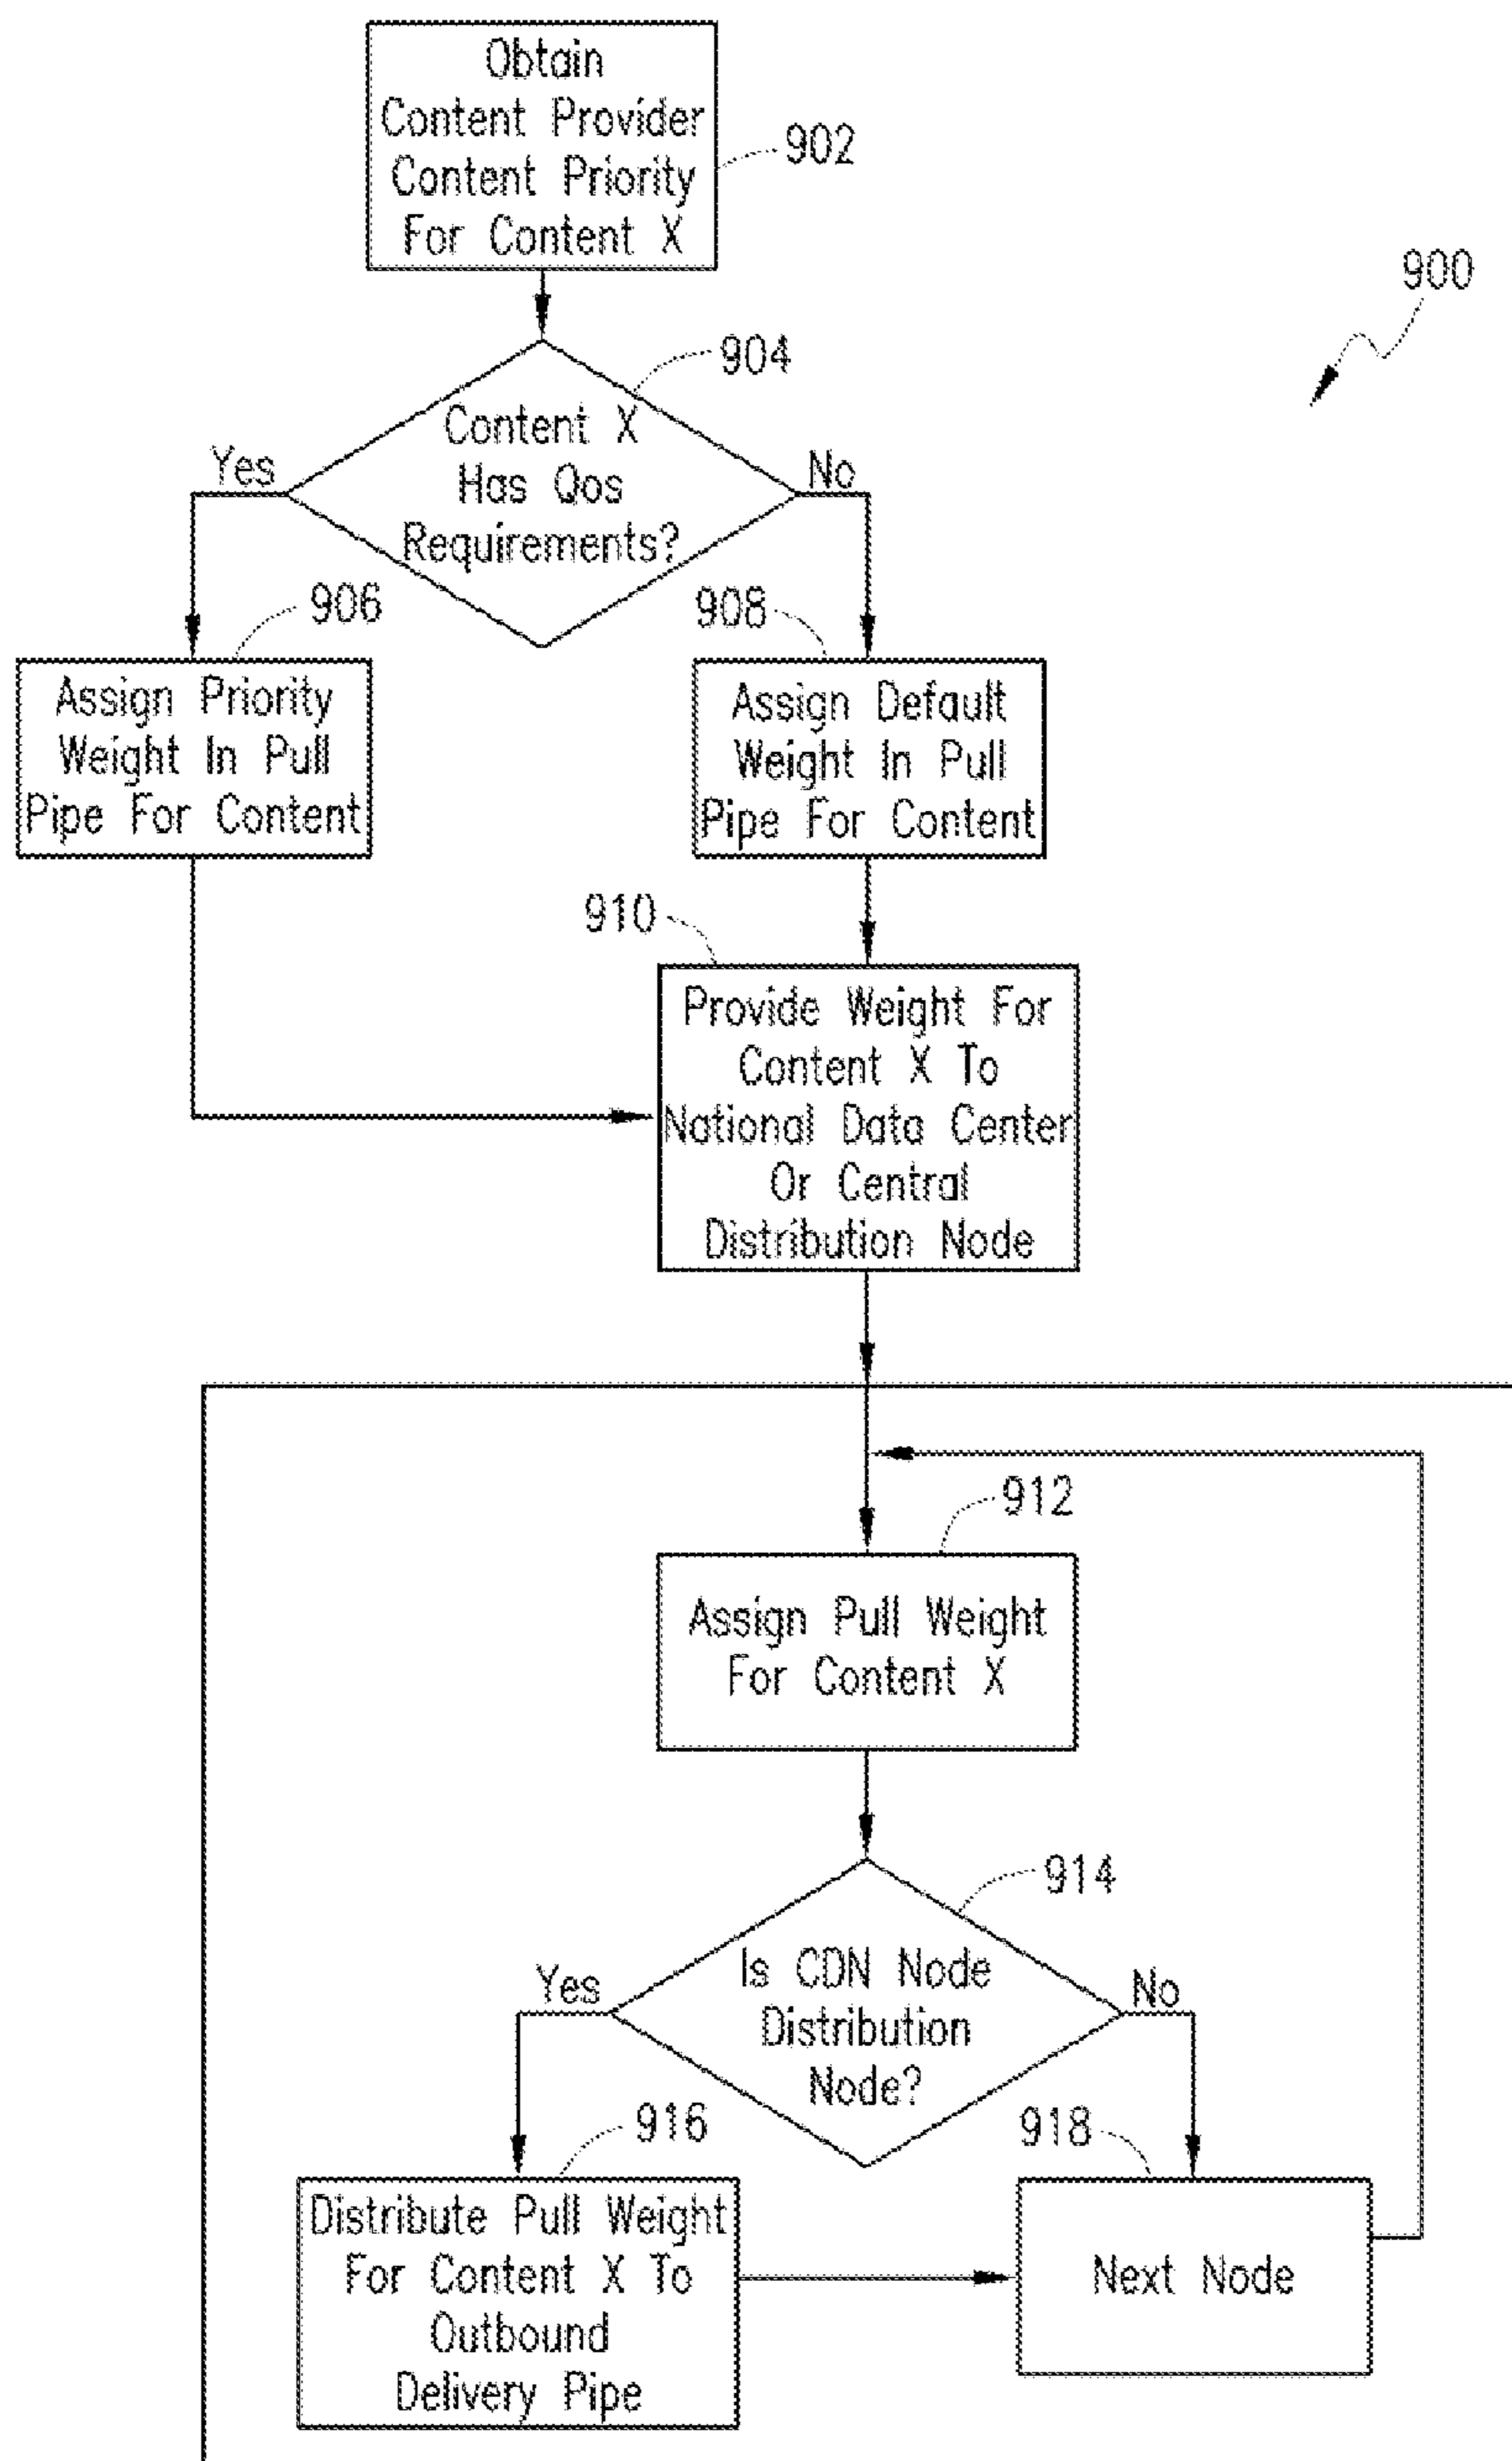 Obtain
Content Provider
Content Priority
For Content X
902
900
904
Content X
Has Qos
Requirements?
Yes
No
906
908
Assign Priority
Weight In Pull
Pipe For Content
Assign Default
Weight In Pull
Pipe For Content
910
Provide Weight For
Content X To
National Data Center
Or Central
Distribution Node
912
Assign Pull Weight
For Content X
914
Is CDN Node
Distribution
Node?
Yes
No
916
918
Distribute Pull Weight
For Content X To
Outbound
Delivery Pipe
Next Node